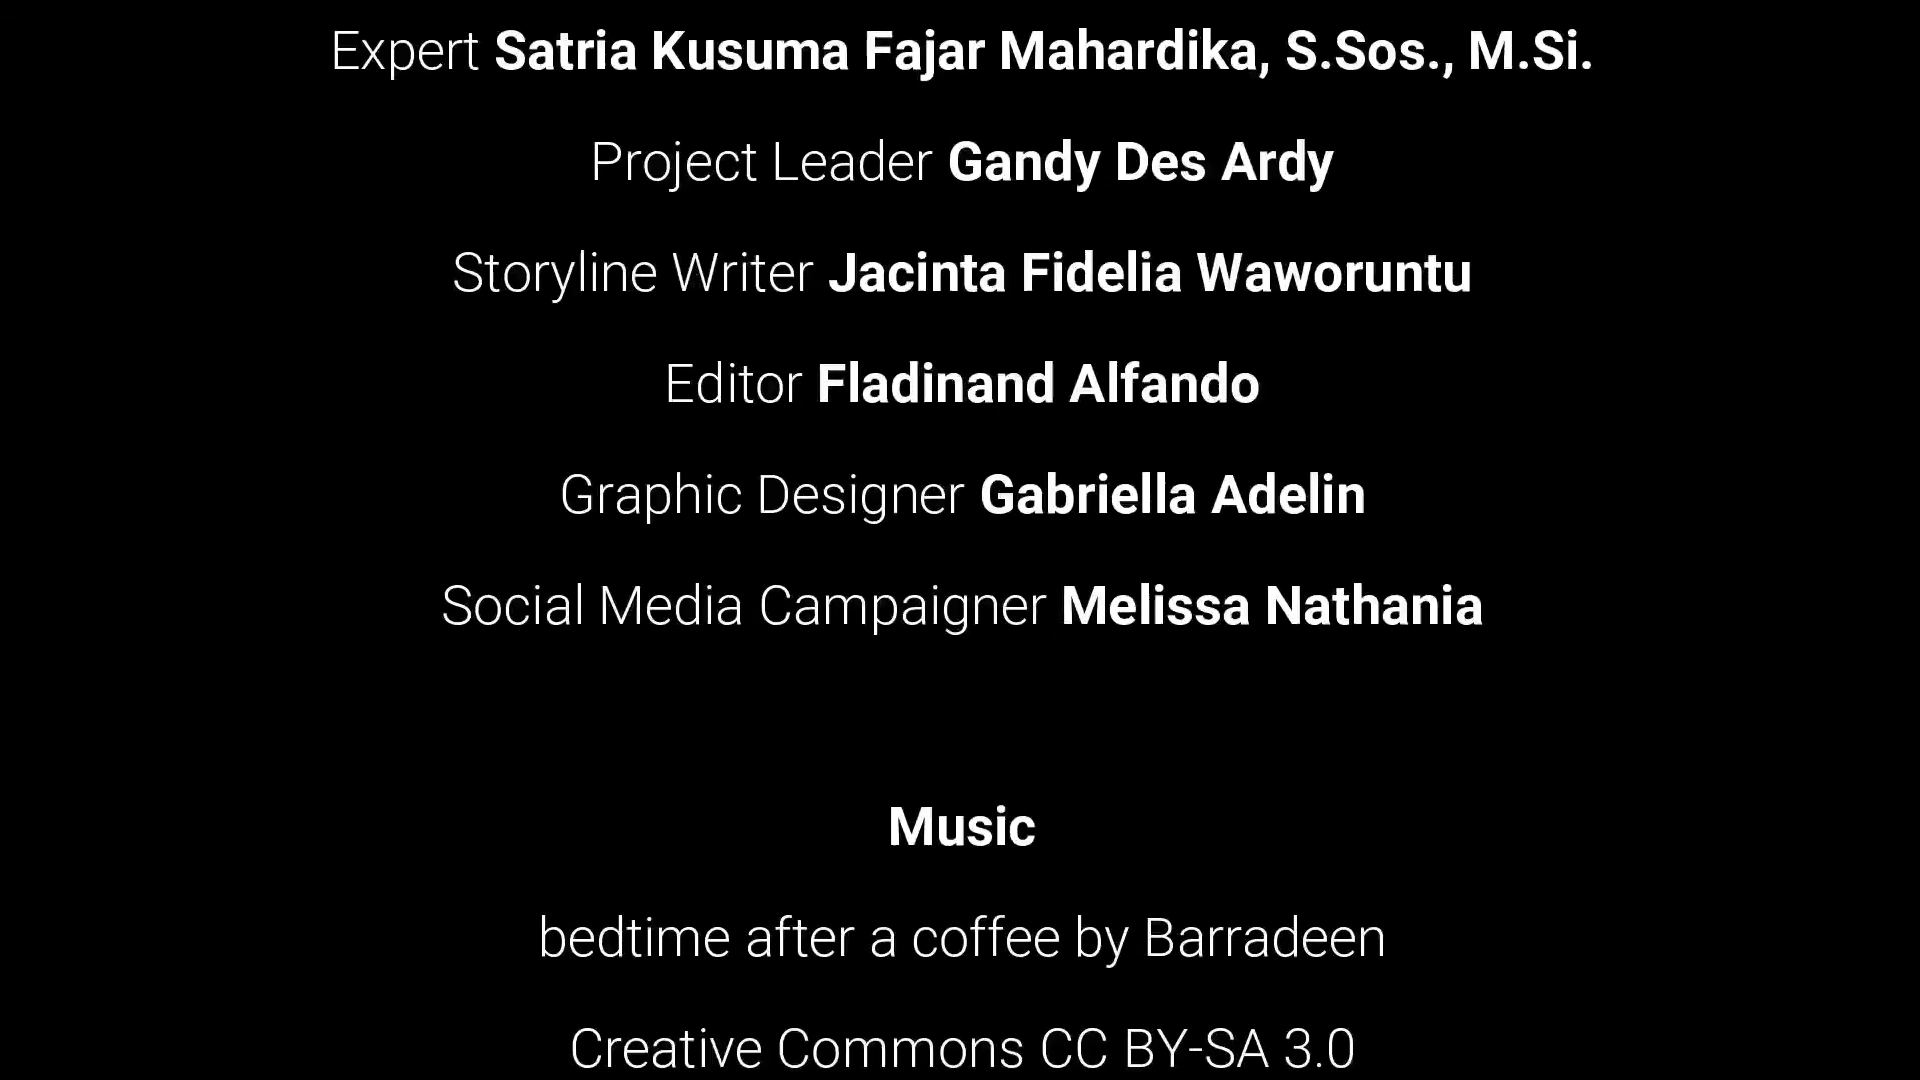 Expert Satria Kusuma Fajar Mahardika, S.Sos., M.Si.
Project Leader Gandy Des Ardy
Storyline Writer Jacinta Fidelia Waworuntu
Editor Fladinand Alfando
Graphic Designer Gabriella Adelin
Social Media Campaigner Melissa Nathania
Music
bedtime after a coffee by Barradeen
Creative Commons CC BY-SA 3.0